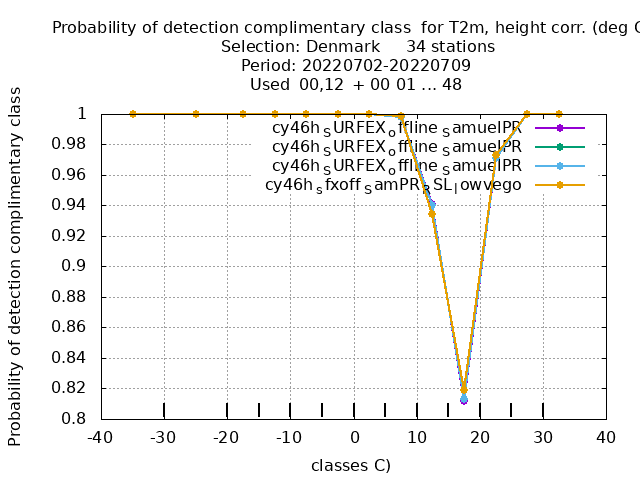 Probability of detection complimentary class  for T2m, height corr. (deg C
Selection: Denmark     34 stations
Period: 20220702-20220709
Used  00,12  + 00 01 ... 48
Probability of detection complimentary class
1
0.98
0.96
0.94
0.92
0.9
0.88
0.86
0.84
0.82
0.8
cy46h_SURFEX_offline_SamuelPR
cy46h_SURFEX_offline_SamuelPR
cy46h_SURFEX_offline_SamuelPR
cy46h_sfxoff_SamPR_RSL_lowvego
-40 -30 -20 -10 0 10 20 30 40
classes C)